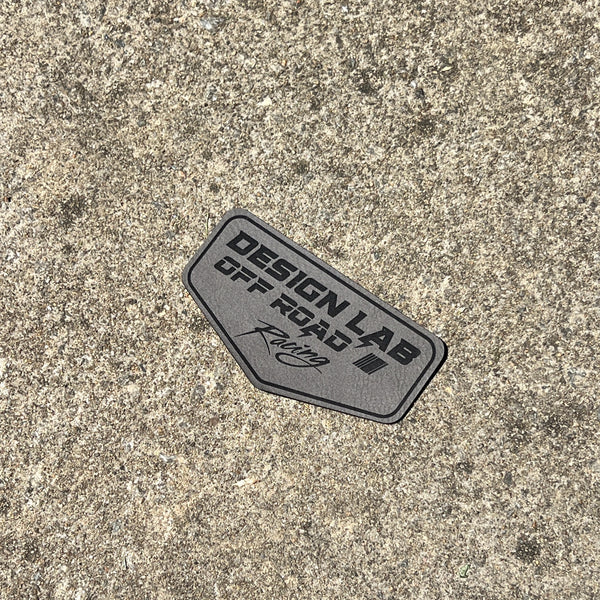 DESIGN LAB
OFF ROAD
Racing